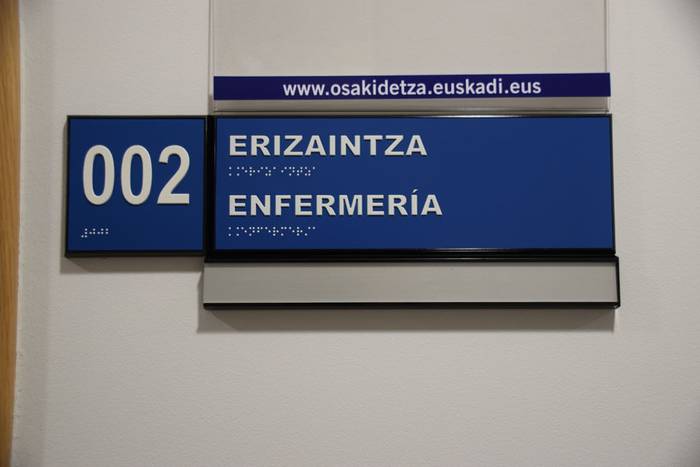 www.osakidetza.euskadi.eus
002
ERIZAINTZA
ENFERMERÍA